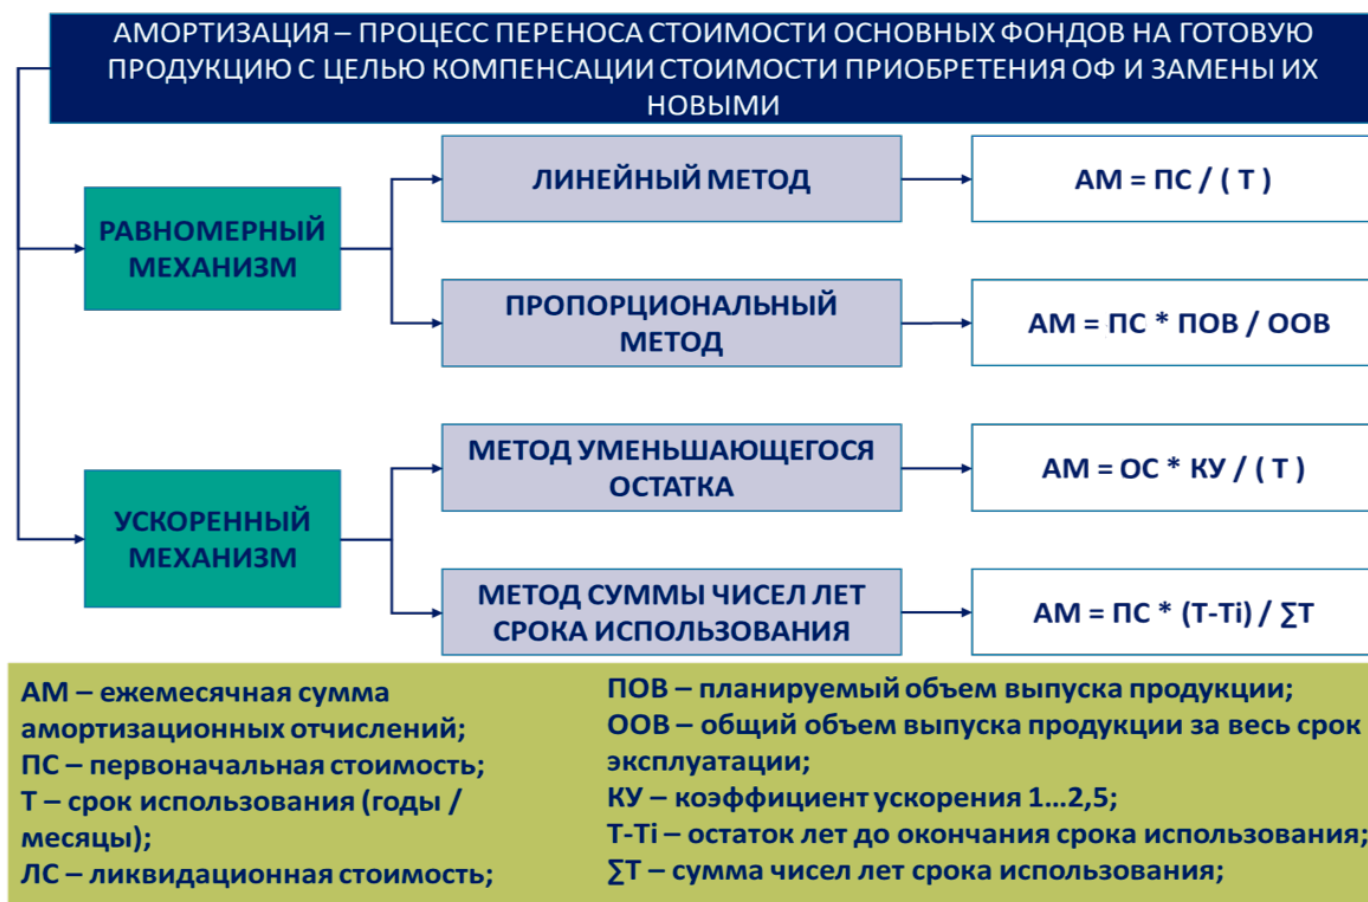 АМОРТИЗАЦИЯ – ПРОЦЕСС ПЕРЕНОСА СТОИМОСТИ ОСНОВНЫХ ФОНДОВ НА ГОТОВУЮ
ПРОДУКЦИЮ С ЦЕЛЬЮ КОМПЕНСАЦИИ СТОИМОСТИ ПРИОБРЕТЕНИЯ ОФ И ЗАМЕНЫ ИХ
НОВЫМИ
РАВНОМЕРНЫЙ
МЕХАНИЗМ
ЛИНЕЙНЫЙ МЕТОД
АМ = ПС / ( Т )
ПРОПОРЦИОНАЛЬНЫЙ
МЕТОД
АМ = ПС * ПОВ / ООВ
УСКОРЕННЫЙ
МЕХАНИЗМ
МЕТОД УМЕНЬШАЮЩЕГОСЯ
ОСТАТКА
АМ = ОС * КУ / ( Т )
МЕТОД СУММЫ ЧИСЕЛ ЛЕТ
СРОКА ИСПОЛЬЗОВАНИЯ
АМ = ПС * (Т-Тi) / ∑Т
АМ – ежемесячная сумма
амортизационных отчислений;
ПС – первоначальная стоимость;
Т – срок использования (годы /
месяцы);
ЛС – ликвидационная стоимость;
ПОВ – планируемый объем выпуска продукции;
ООВ – общий объем выпуска продукции за весь срок
эксплуатации;
КУ – коэффициент ускорения 1…2,5;
Т-Тi – остаток лет до окончания срока использования;
∑Т – сумма чисел лет срока использования;